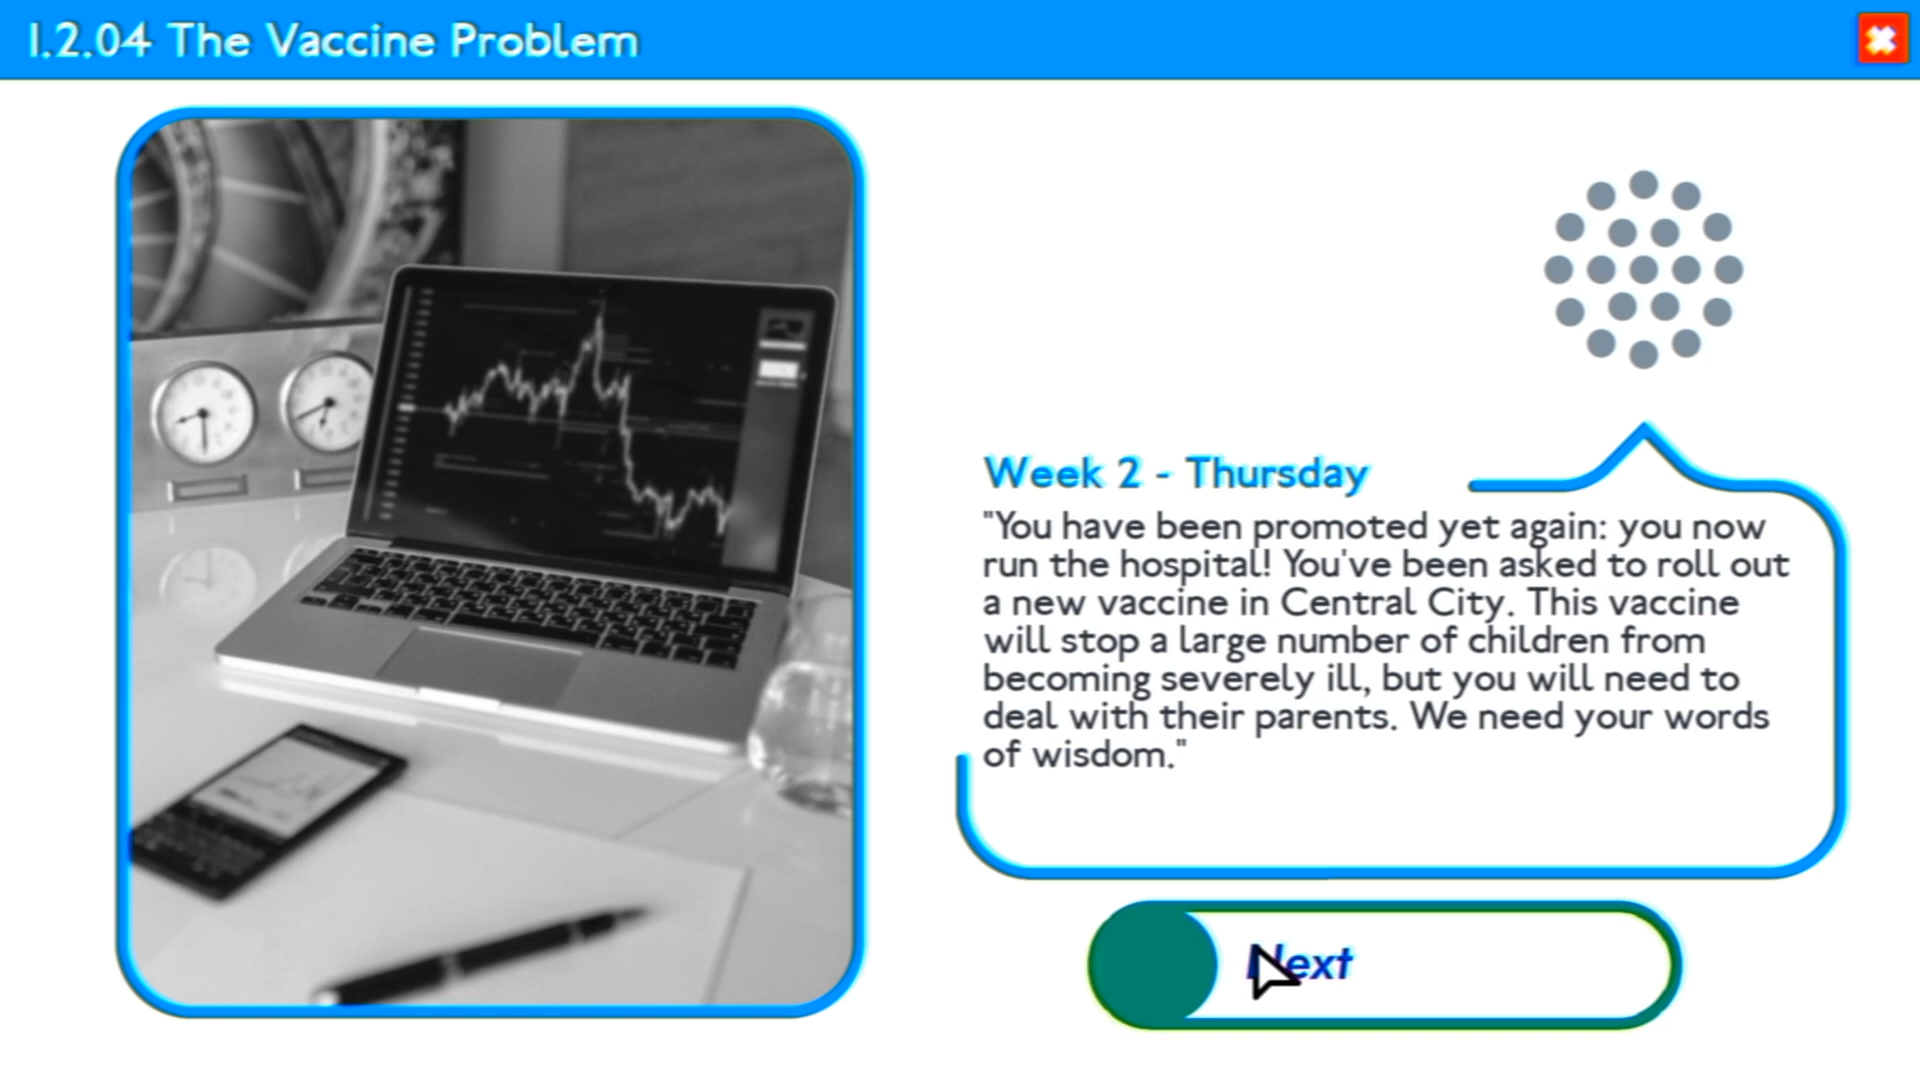 1.2.04 The Vaccine Problem
Week 2 - Thursday
"You have been promoted yet again: you now
run the hospital! You've been asked to roll out
a new vaccine in Central City. This vaccine
will stop a large number of children from
becoming severely ill, but you will need to
deal with their parents. We need your words
of wisdom."
Next